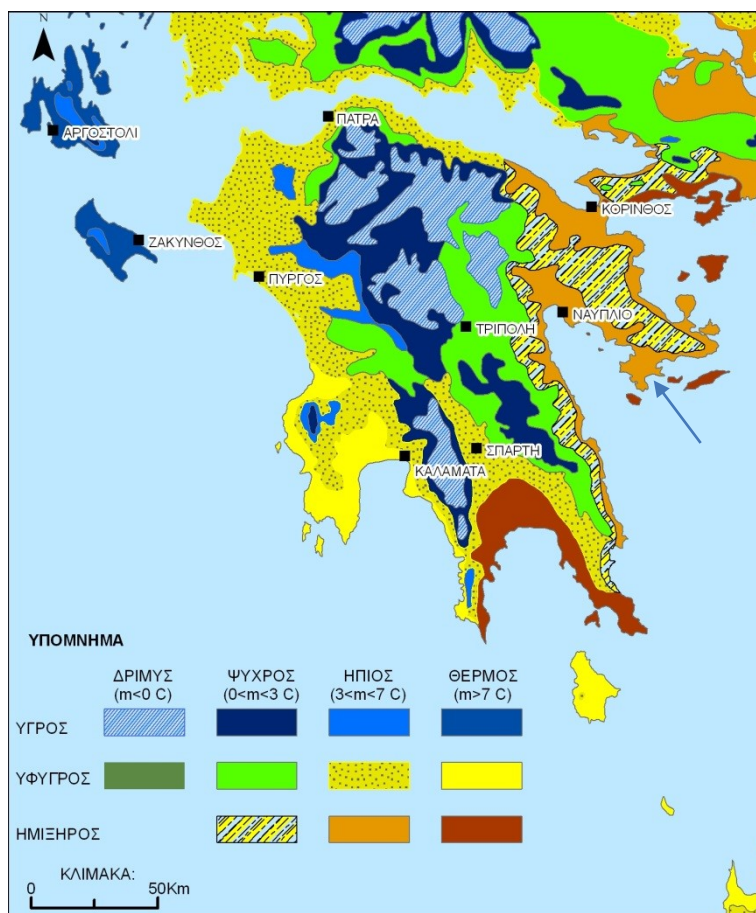 N
ΠΑΤΡΑ
ΑΡΓΟΣΤΟΛΙ
ΚΟΡΙΝΘΟΣ
ΖΑΚΥΝΘΟΣ
ΠΥΡΓΟΣ
ΝΑΥΠΛΙΟ
ΤΡΙΠΟΛΗ
ΣΠΑΡΤΗ
ΚΑΛΑΜΑΤΑ
ΥΠΟΜΝΗΜΑ
ΔΡΙΜΥΣ ΨΥΧΡΟΣ ΗΠΙΟΣ ΘΕΡΜΟΣ
(m<0 C) (0<m<3 C) (3<m<7 C) (m>7 C)
ΥΓΡΟΣ
ΥΦΥΓΡΟΣ
ΗΜΙΞΗΡΟΣ
ΚΛΙΜΑΚΑ:
0 50Km